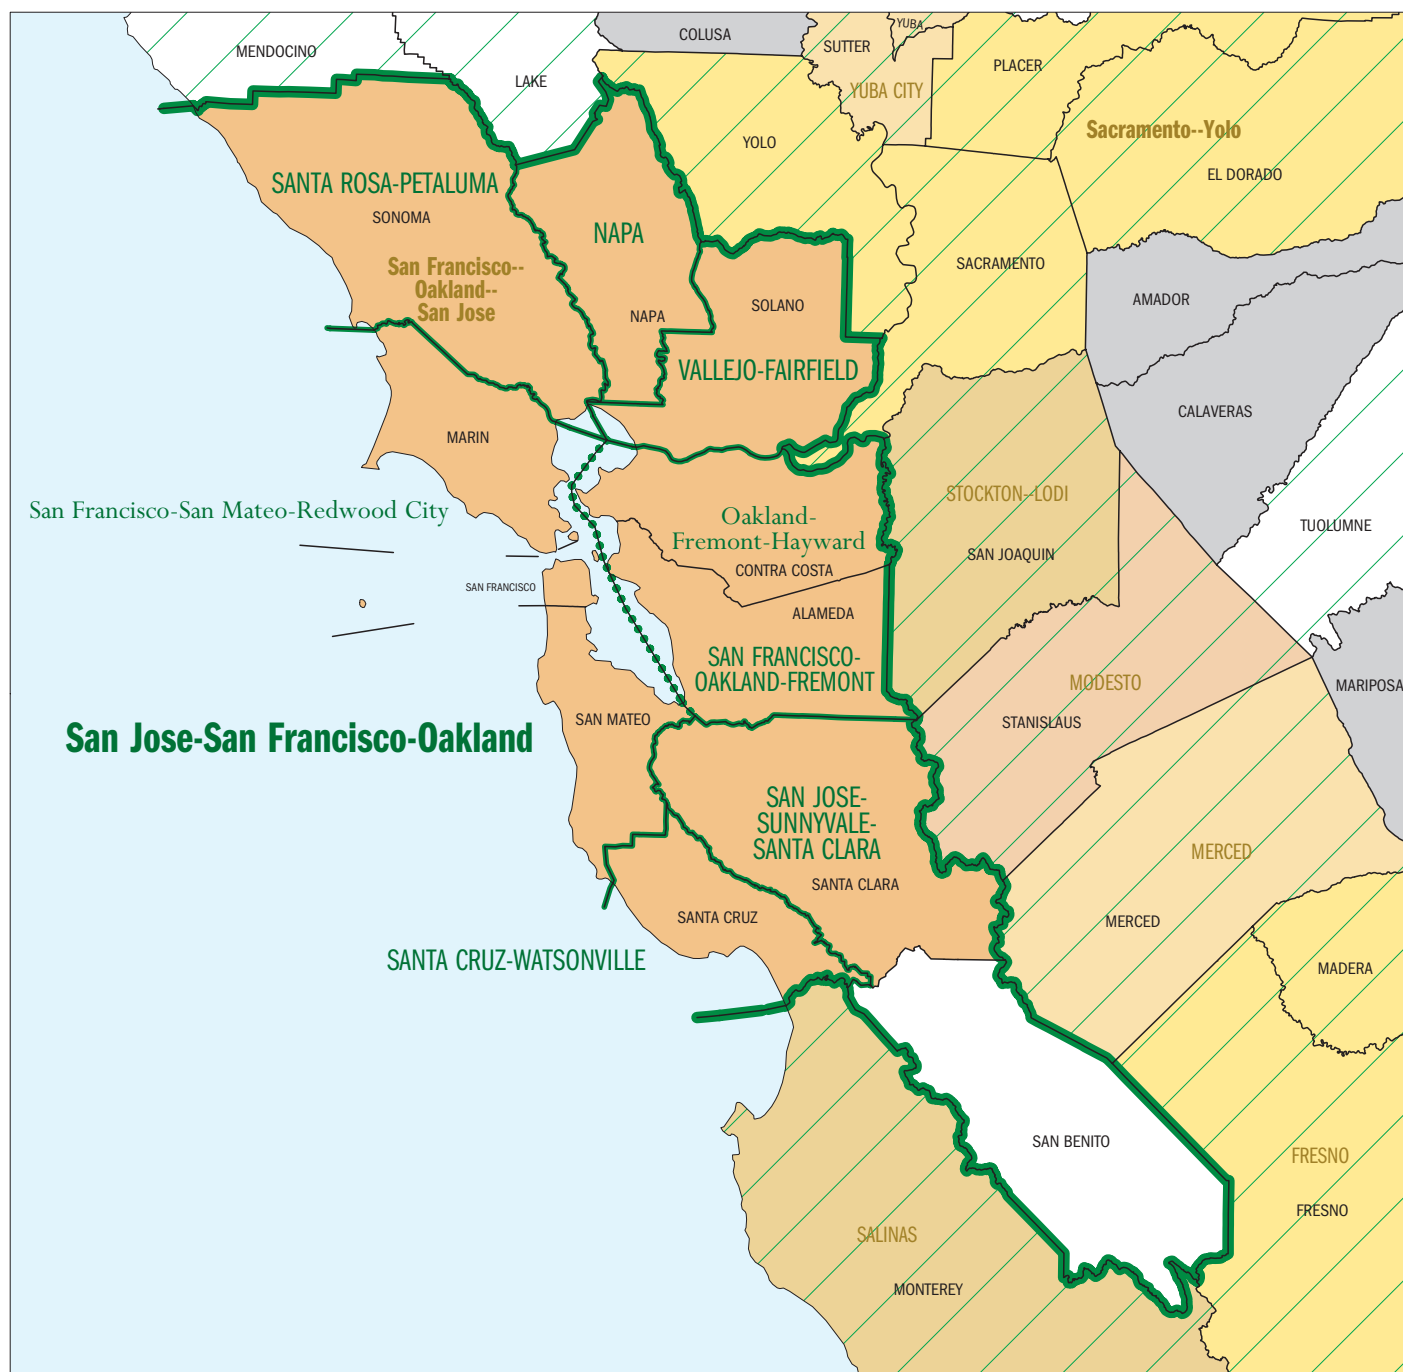 MENDOCINO
LAKE
COLUSA
SUTTER
YUBA
YUBA CITY
PLACER
Sacramento--Yolo
YOLO
EL DORADO
SANTA ROSA-PETALUMA
SONOMA
NAPA
San Francisco--
Oakland--
San Jose
SACRAMENTO
AMADOR
NAPA
SOLANO
VALLEJO-FAIRFIELD
CALAVERAS
MARIN
STOCKTON--LODI
San Francisco-San Mateo-Redwood City
Oakland-
Fremont-Hayward
TUOLUMNE
SAN JOAQUIN
CONTRA COSTA
SAN FRANCISCO
ALAMEDA
SAN FRANCISCO-
OAKLAND-FREMONT
MODESTO
MARIPOSA
SAN MATEO
STANISLAUS
San Jose-San Francisco-Oakland
SAN JOSE-
SUNNYVALE-
SANTA CLARA
MERCED
SANTA CLARA
SANTA CRUZ
MERCED
SANTA CRUZ-WATSONVILLE
MADERA
SAN BENITO
FRESNO
FRESNO
SALINAS
MONTEREY